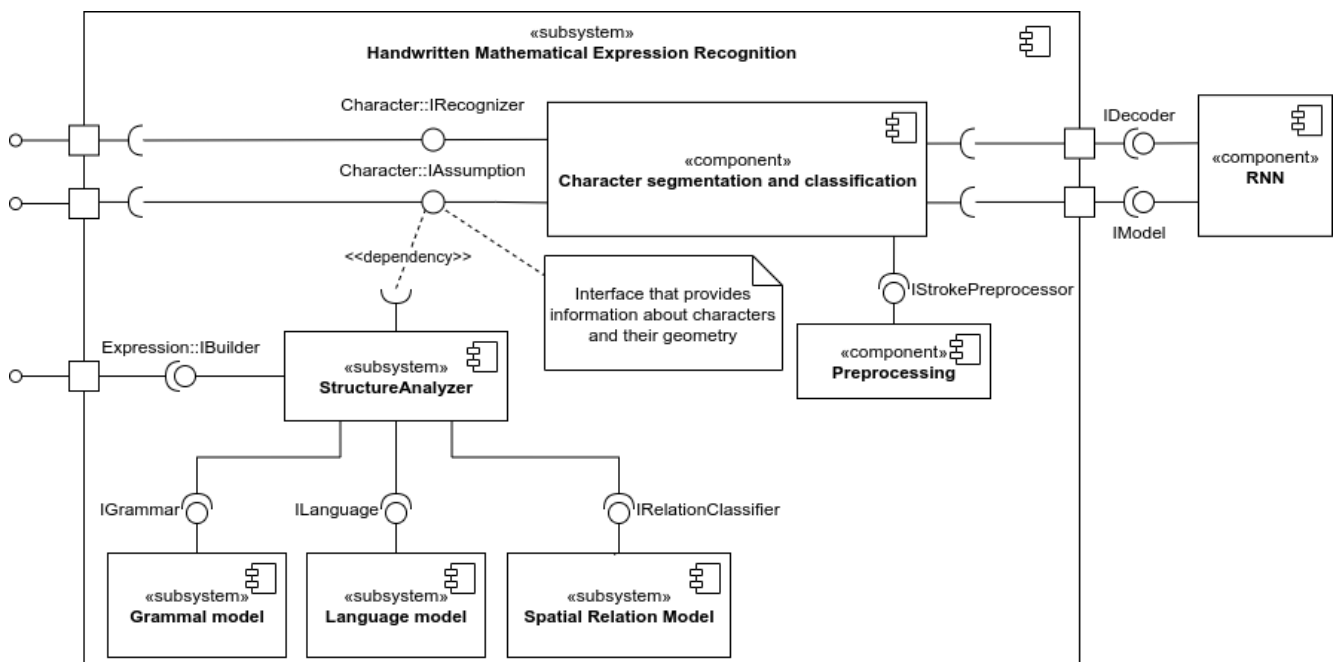 «subsystem»
Handwritten Mathematical Expression Recognition
Character::IRecognizer
IDecoder
«component»
Character segmentation and classification
«component»
RNN
Character::IAssumption
IModel
<<dependency>>
Interface that provides
information about characters
and their geometry
IStrokePreprocessor
Expression::IBuilder
«subsystem»
StructureAnalyzer
«component»
Preprocessing
IGrammar
ILanguage
IRelationClassifier
«subsystem»
Grammal model
«subsystem»
Language model
«subsystem»
Spatial Relation Model